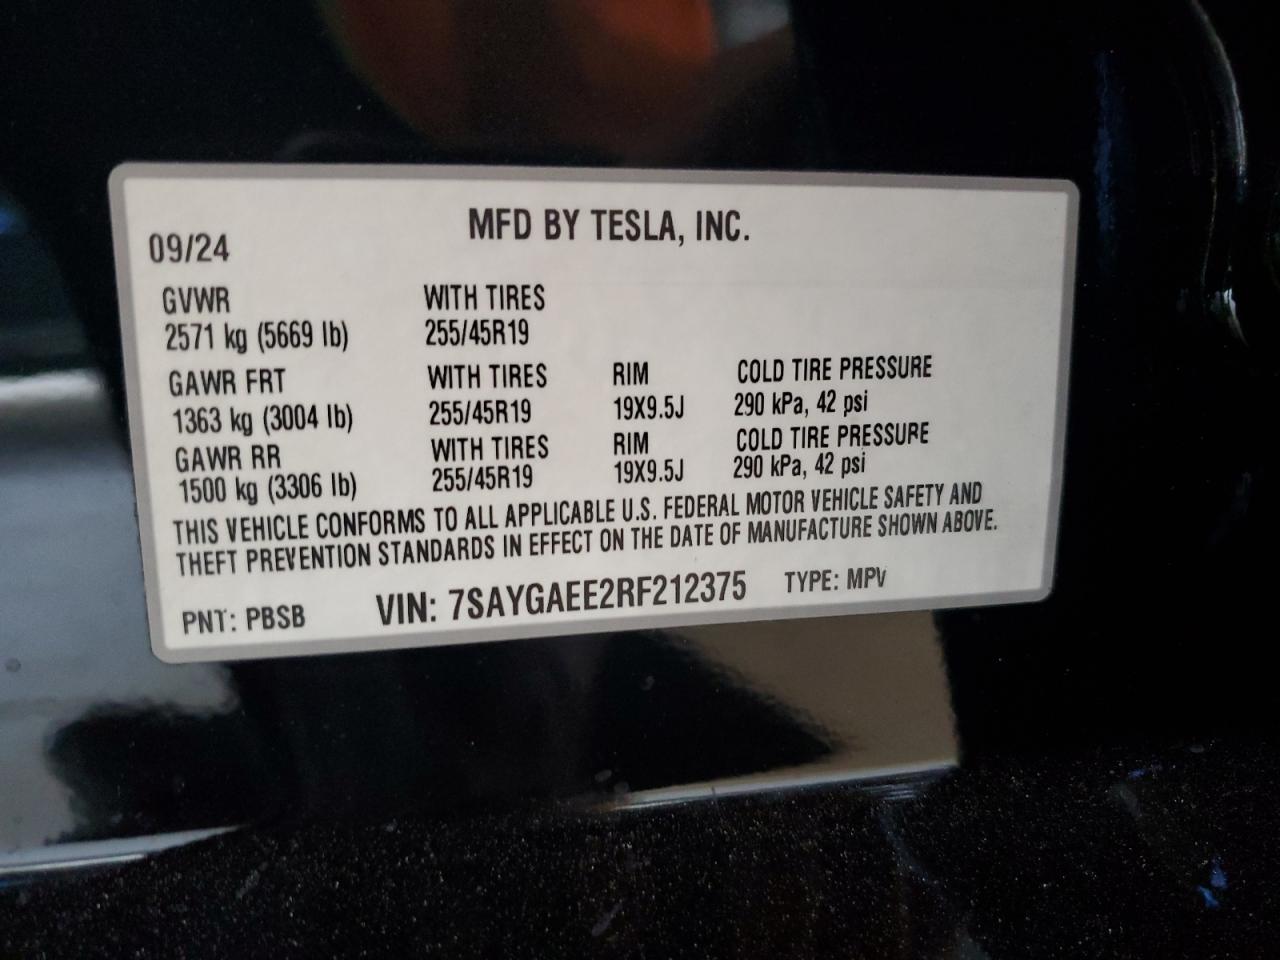 MFD BY TESLA, INC.
09/24
GVWR WITH TIRES
2571 kg (5669 lb) 255/45R19
GAWR FRT WITH TIRES RIM COLD TIRE PRESSURE
1363 kg (3004 lb) 255/45R19 19X9.5J 290 kPa, 42 psi
GAWR RR WITH TIRES RIM COLD TIRE PRESSURE
1500 kg (3306 lb) 255/45R19 19X9.5J 290 kPa, 42 psi
THIS VEHICLE CONFORMS TO ALL APPLICABLE U.S. FEDERAL MOTOR VEHICLE SAFETY AND
THEFT PREVENTION STANDARDS IN EFFECT ON THE DATE OF MANUFACTURE SHOWN ABOVE.
PNT: PBSB VIN: 7SAYGAEE2RF212375 TYPE: MPV